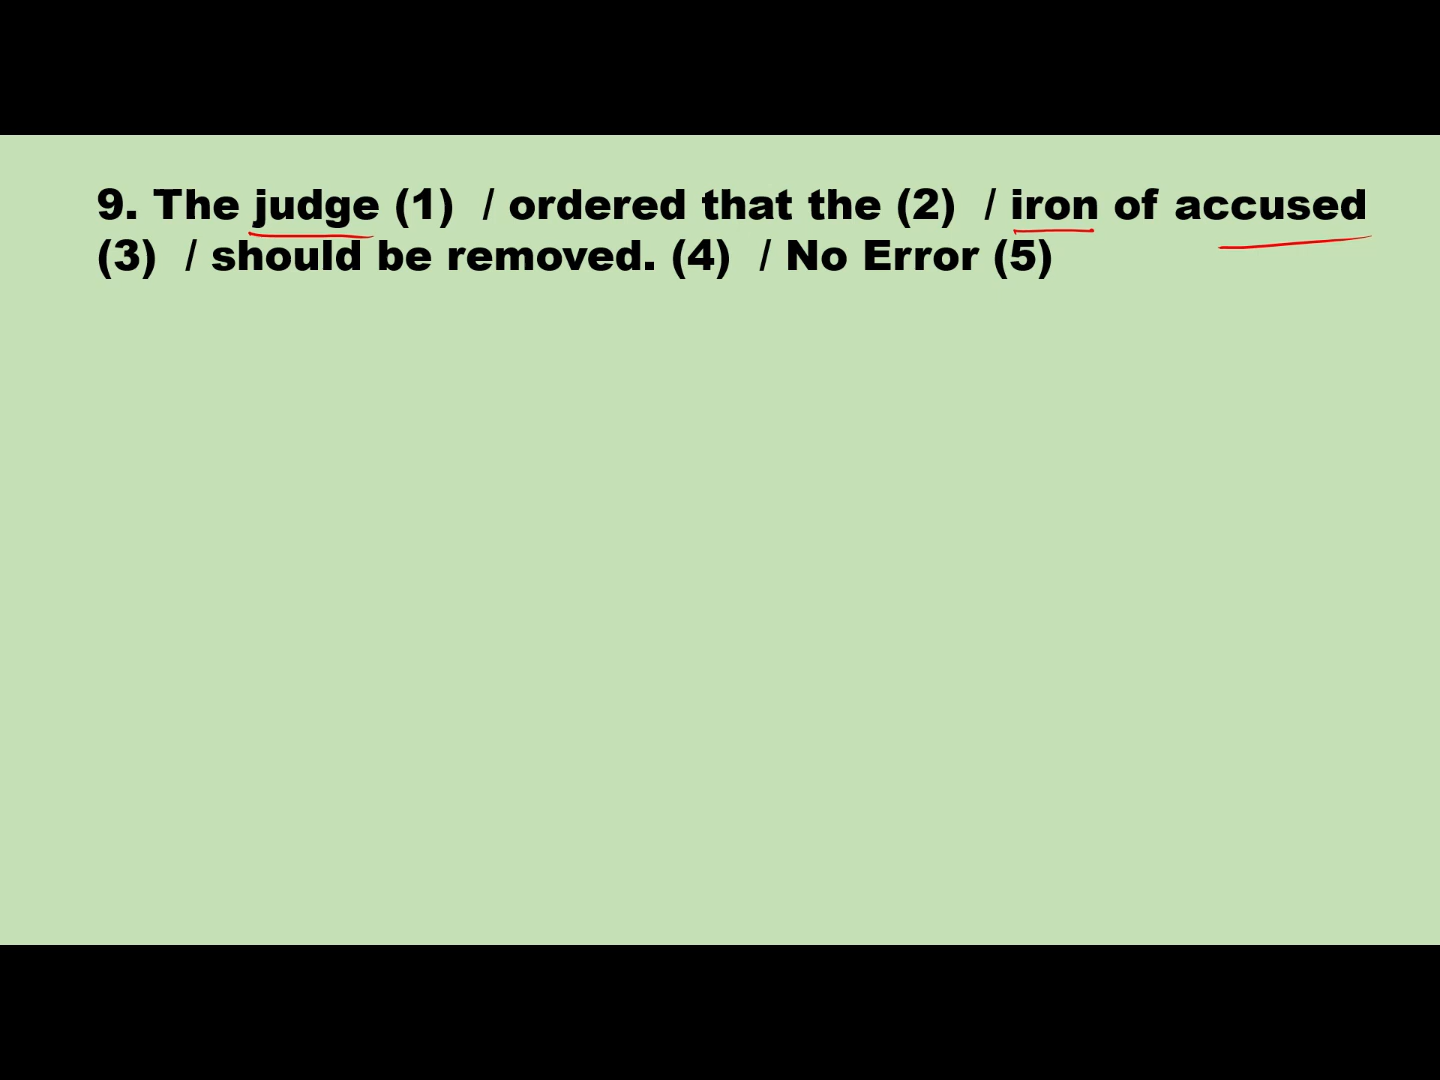 9. The judge (1) / ordered that the (2) / iron of accused
(3) / should be removed. (4) / No Error (5)